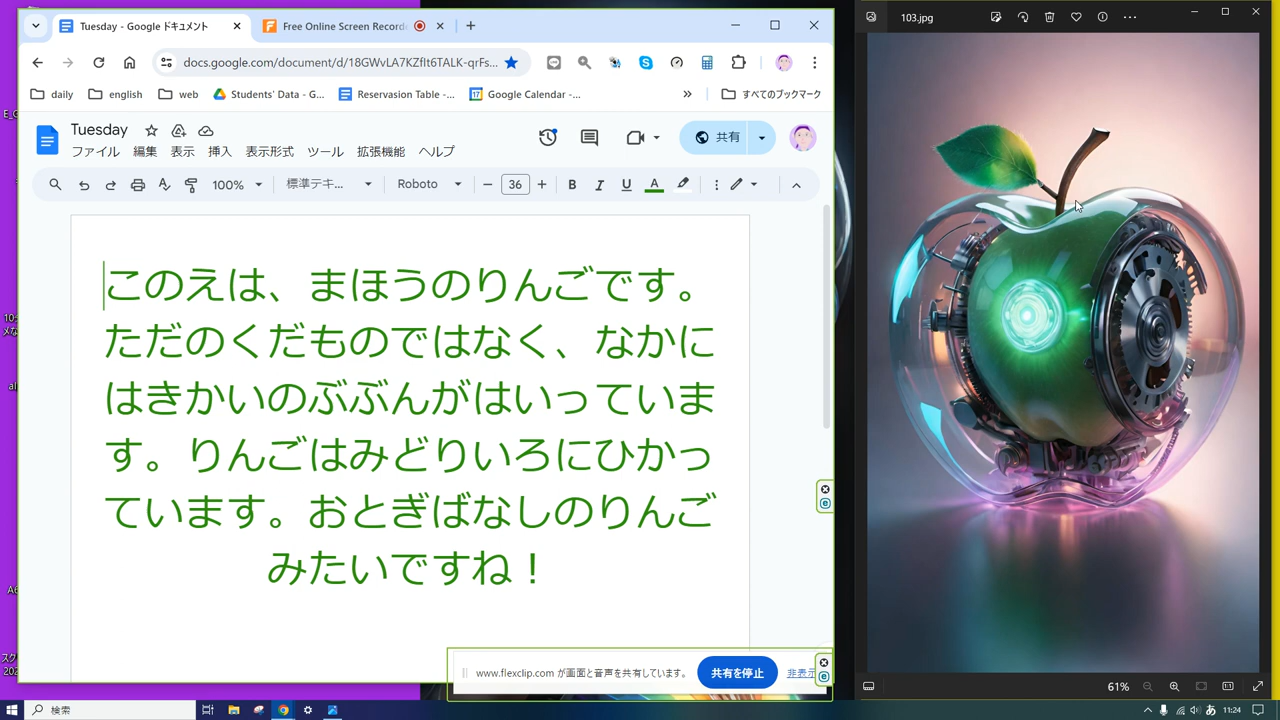 Tuesday - Google ドキュメント
Free Online Screen Record
docs.google.com/document/d/18GWvLA7KZfIt6TALK-qrFs...
daily
english
web
Students' Data - G...
Reservasion Table -...
Google Calendar -...
すべてのブックマーク
Tuesday
ファイル 編集 表示 挿入 表示形式 ツール 拡張機能 ヘルプ
共有
100%
標準テキ...
Roboto
36
B I U A
このえは、まほうのりんごです。
ただのくだものではなく、なかに
はきかいのぶぶんがはいっていま
す。りんごはみどりいろにひかっ
ています。おとぎばなしのりんご
みたいですね！
www.flexclip.com が画面と音声を共有しています。
共有を停止
非表示
103.jpg
61%
検索
あ
11:24